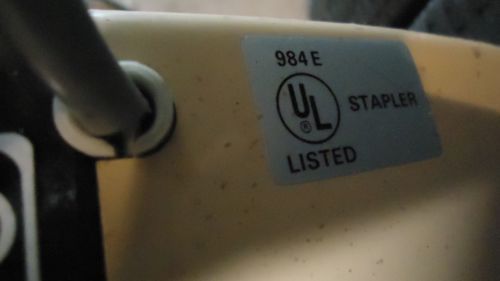 984 E
UL
®
STAPLER
LISTED